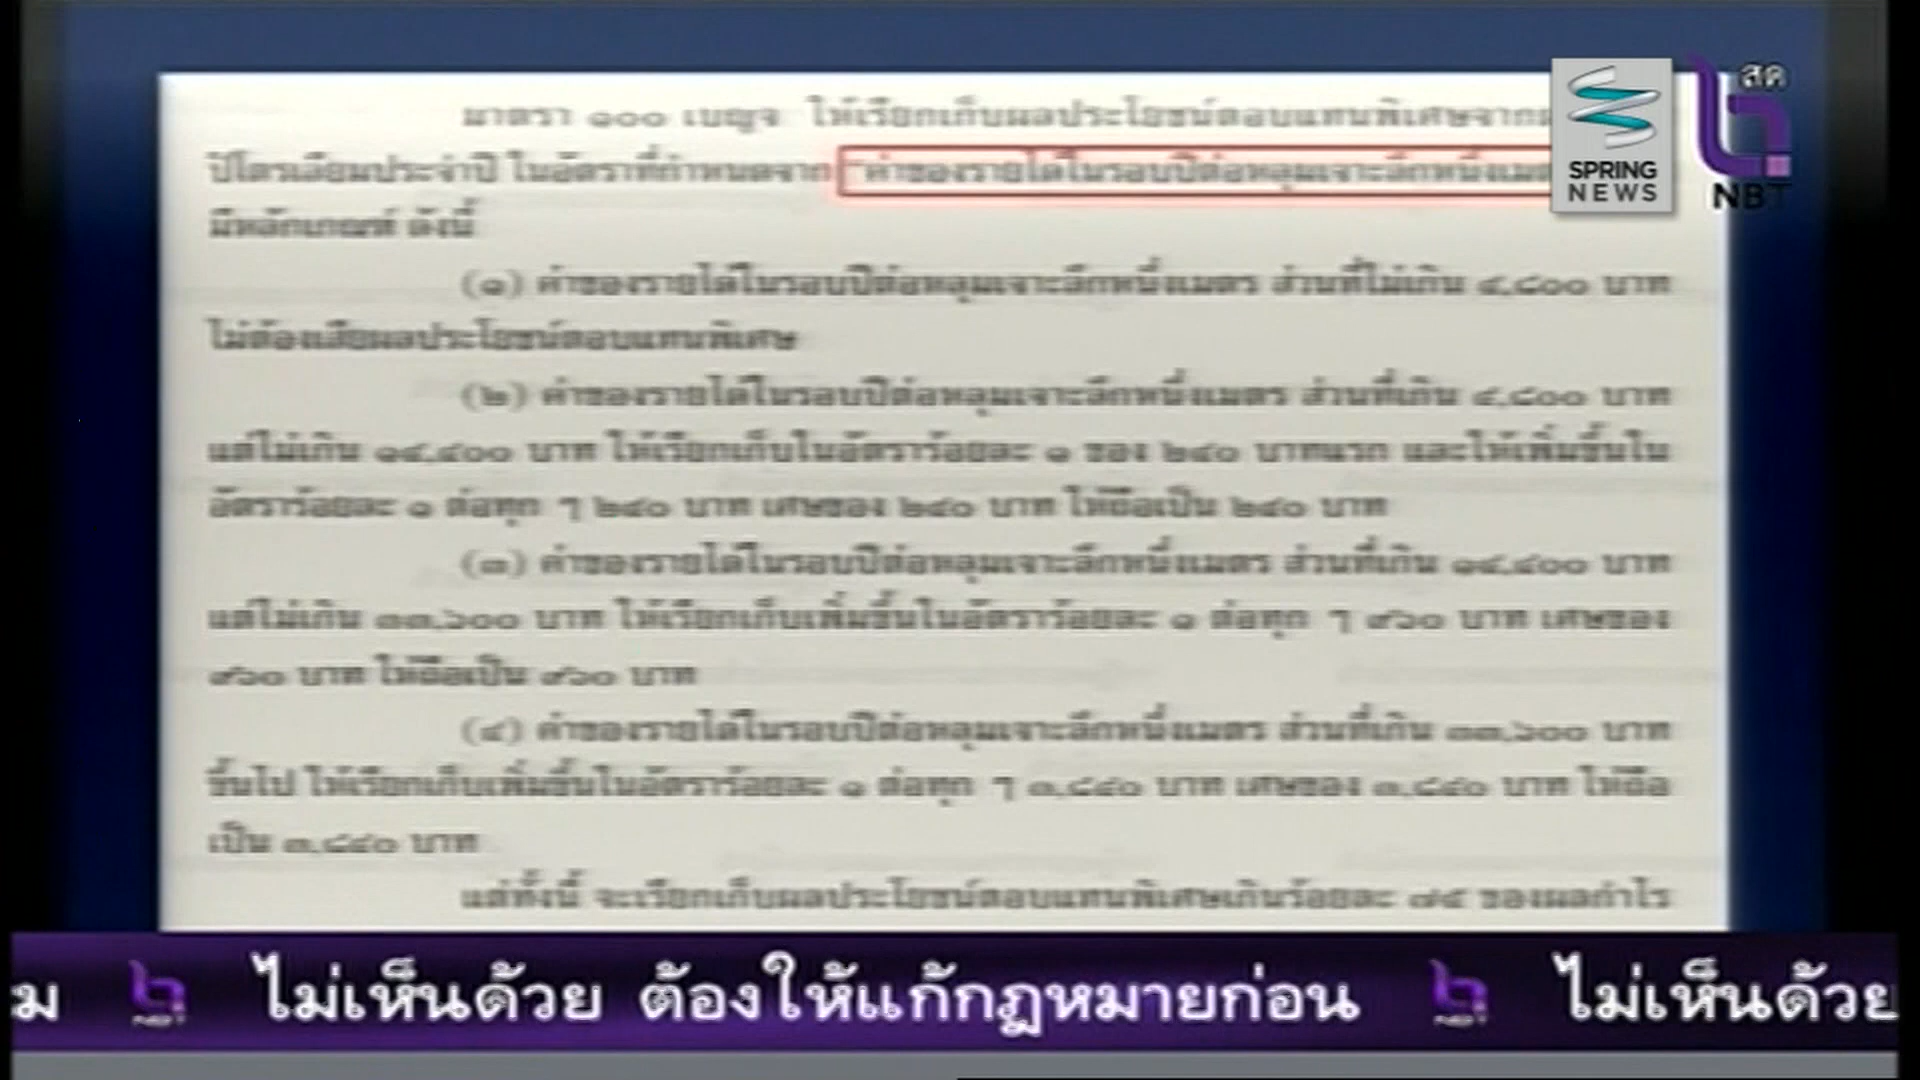 มาตรา ๑๐๐ เบญจ ให้เรียกเก็บผลประโยชน์ตอบแทนพิเศษจาก
ปิโตรเลียมประจำปี ในอัตราที่กำหนดจาก "ค่าของรายได้ในรอบปีต่อหลุมเจาะลึกหนึ่ง
มีหลักเกณฑ์ ดังนี้
(๑) ค่าของรายได้ในรอบปีต่อหลุมเจาะลึกหนึ่งเมตร ส่วนที่ไม่เกิน ๔,๘๐๐ บาท
ไม่ต้องเสียผลประโยชน์ตอบแทนพิเศษ
(๒) ค่าของรายได้ในรอบปีต่อหลุมเจาะลึกหนึ่งเมตร ส่วนที่เกิน ๔,๘๐๐ บาท
แต่ไม่เกิน ๑๔,๔๐๐ บาท ให้เรียกเก็บในอัตราร้อยละ ๑ ของ ๒๔๐ บาทแรก และให้เพิ่มขึ้นใน
อัตราร้อยละ ๑ ต่อทุก ๆ ๒๔๐ บาท เศษของ ๒๔๐ บาท ให้ถือเป็น ๒๔๐ บาท
(๓) ค่าของรายได้ในรอบปีต่อหลุมเจาะลึกหนึ่งเมตร ส่วนที่เกิน ๑๔,๔๐๐ บาท
แต่ไม่เกิน ๓๓,๖๐๐ บาท ให้เรียกเก็บเพิ่มขึ้นในอัตราร้อยละ ๑ ต่อทุก ๆ ๙๖๐ บาท เศษของ
๙๖๐ บาท ให้ถือเป็น ๙๖๐ บาท
(๔) ค่าของรายได้ในรอบปีต่อหลุมเจาะลึกหนึ่งเมตร ส่วนที่เกิน ๓๓,๖๐๐ บาท
ขึ้นไป ให้เรียกเก็บเพิ่มขึ้นในอัตราร้อยละ ๑ ต่อทุก ๆ ๓,๘๔๐ บาท เศษของ ๓,๘๔๐ บาท ให้ถือ
เป็น ๓,๘๔๐ บาท
แต่ทั้งนี้ จะเรียกเก็บผลประโยชน์ตอบแทนพิเศษเกินร้อยละ ๗๕ ของผลกำไร
SPRING
NEWS
สด
NBT
ม NBT ไม่เห็นด้วย ต้องให้แก้กฎหมายก่อน NBT ไม่เห็นด้วย